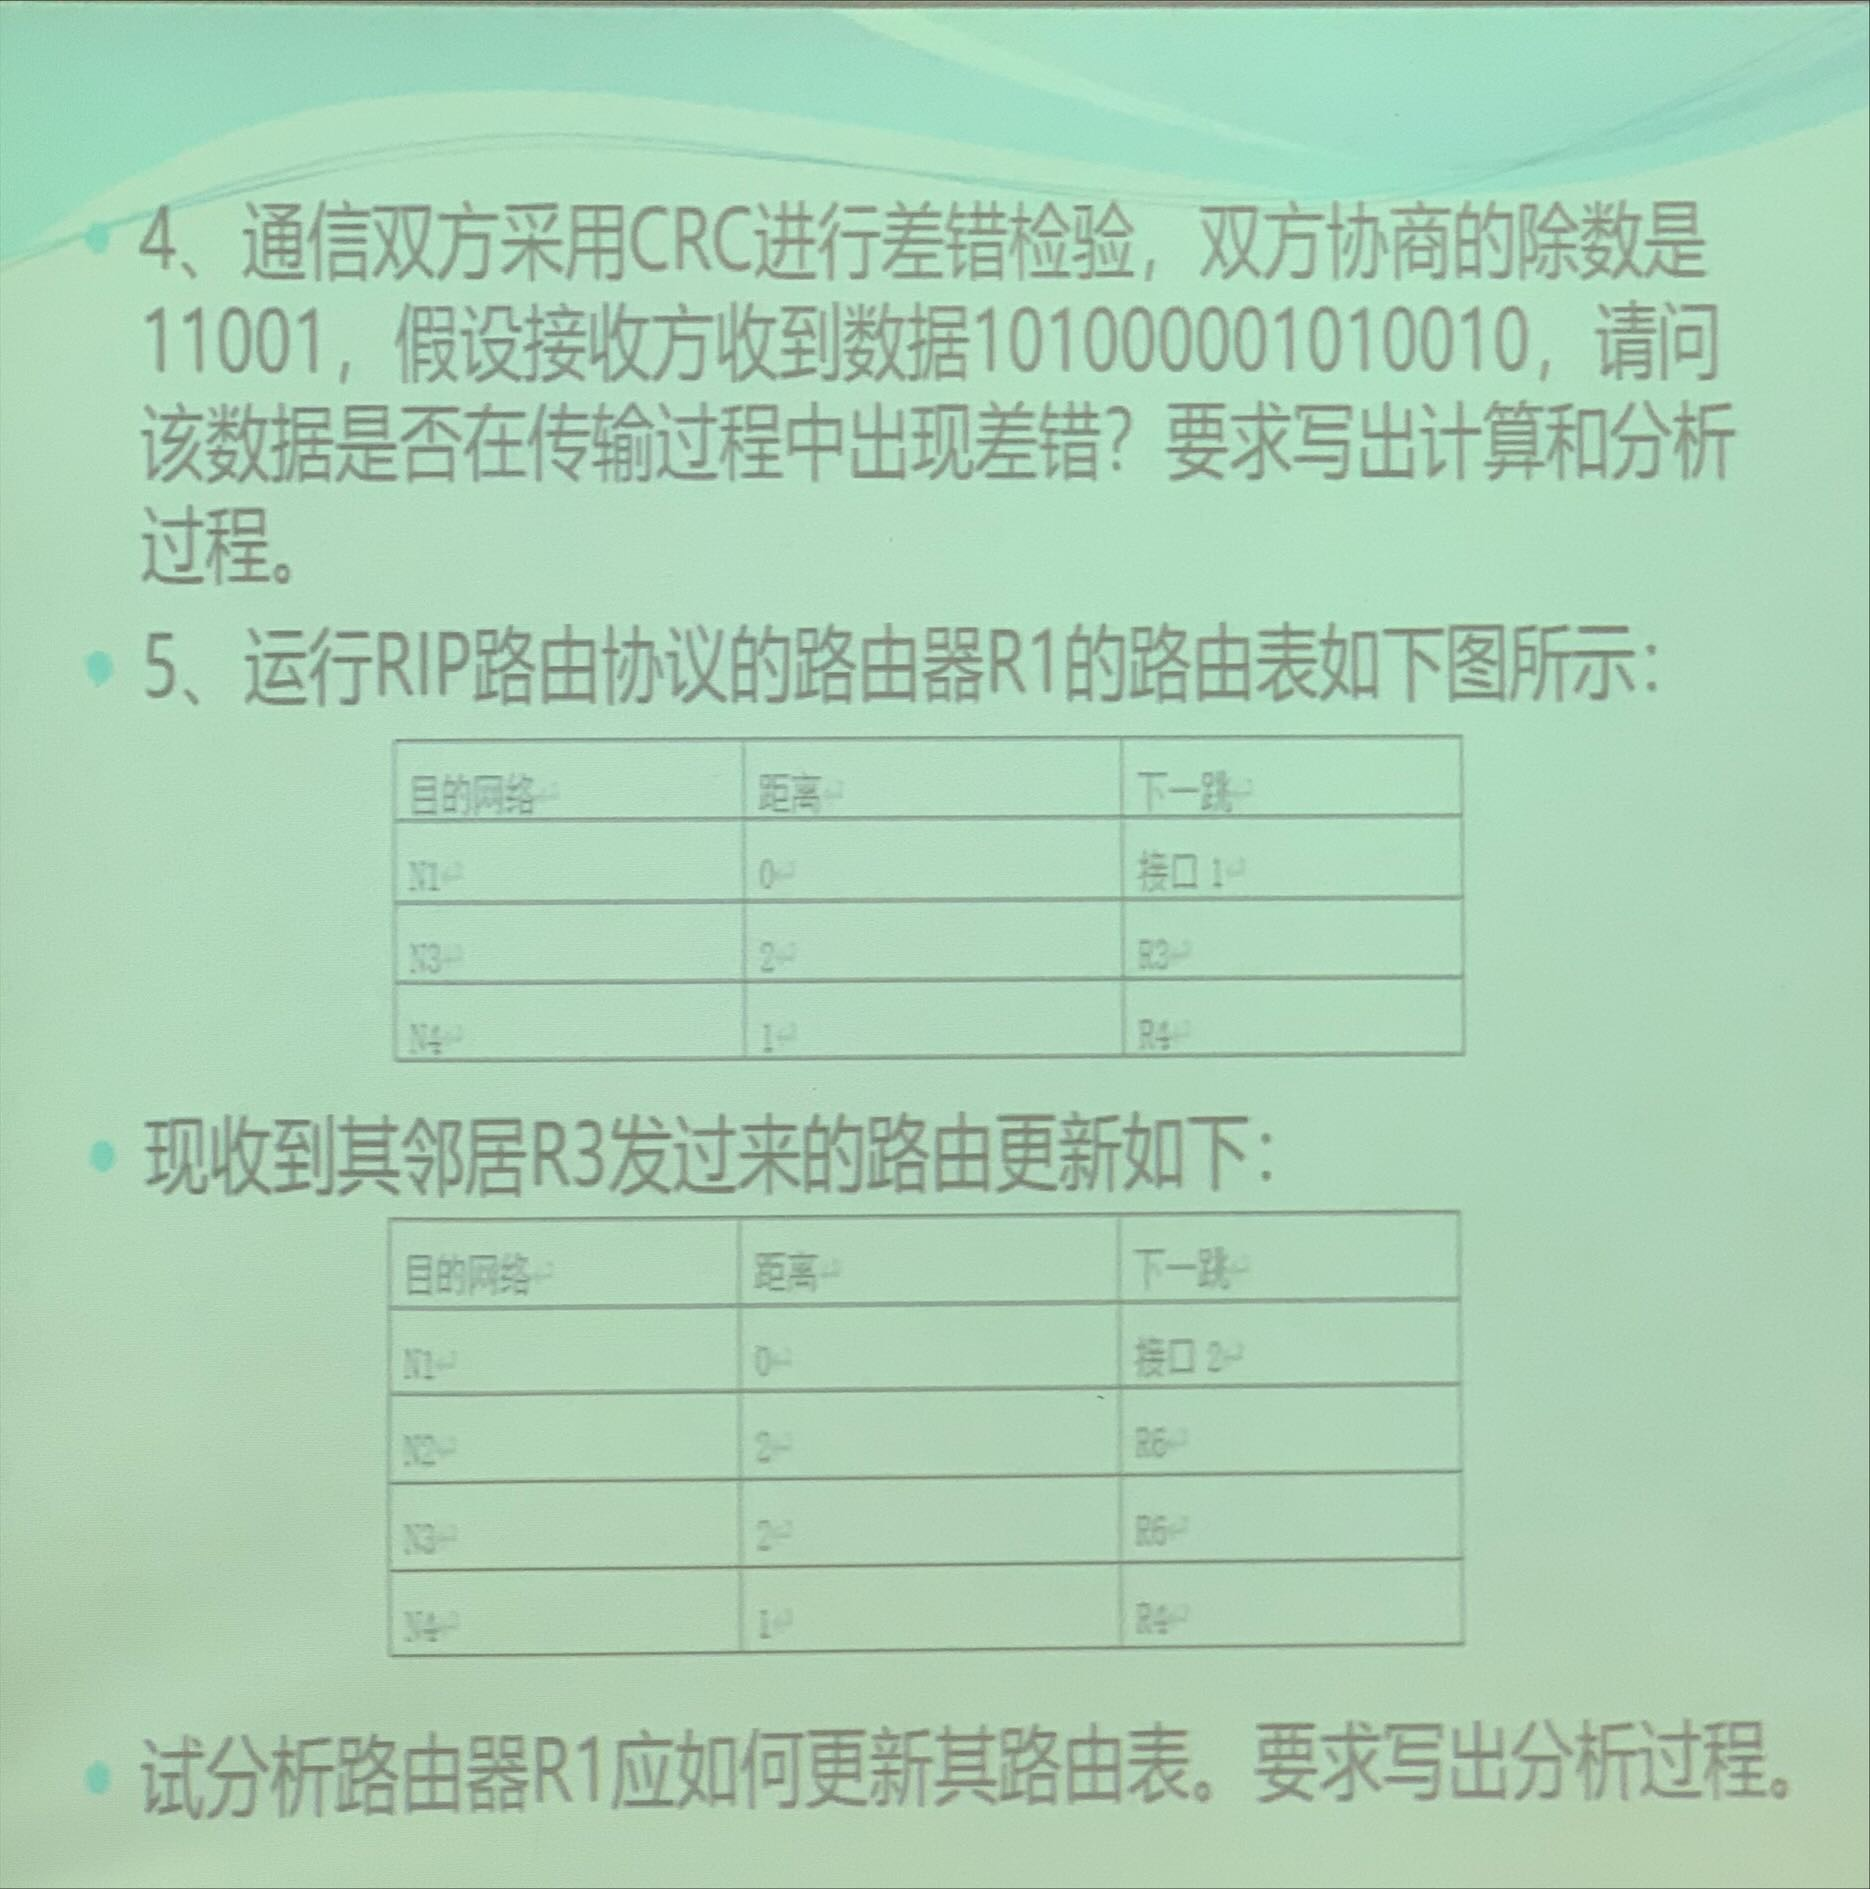 4、通信双方采用CRC进行差错检验，双方协商的除数是
11001，假设接收方收到数据101000001010010，请问
该数据是否在传输过程中出现差错？要求写出计算和分析
过程。
5、运行RIP路由协议的路由器R1的路由表如下图所示：
目的网络 距离 下一跳
N1 0 接口 1
N3 2 R3
N4 1 R4
现收到其邻居R3发过来的路由更新如下：
目的网络 距离 下一跳
N1 0 接口 2
N2 2 R6
N3 2 R6
N4 1 R4
试分析路由器R1应如何更新其路由表。要求写出分析过程。